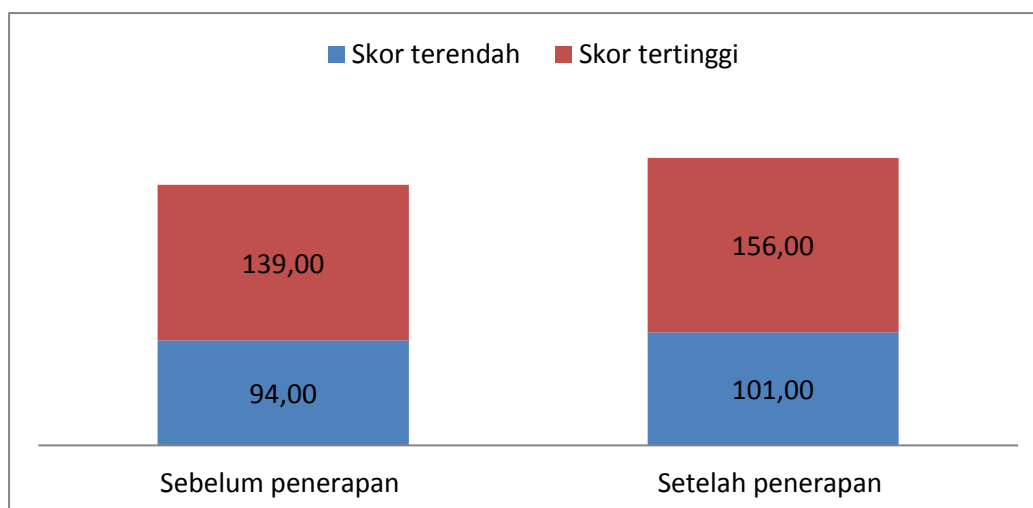 Skor terendah Skor tertinggi
139,00
156,00
94,00
101,00
Sebelum penerapan
Setelah penerapan